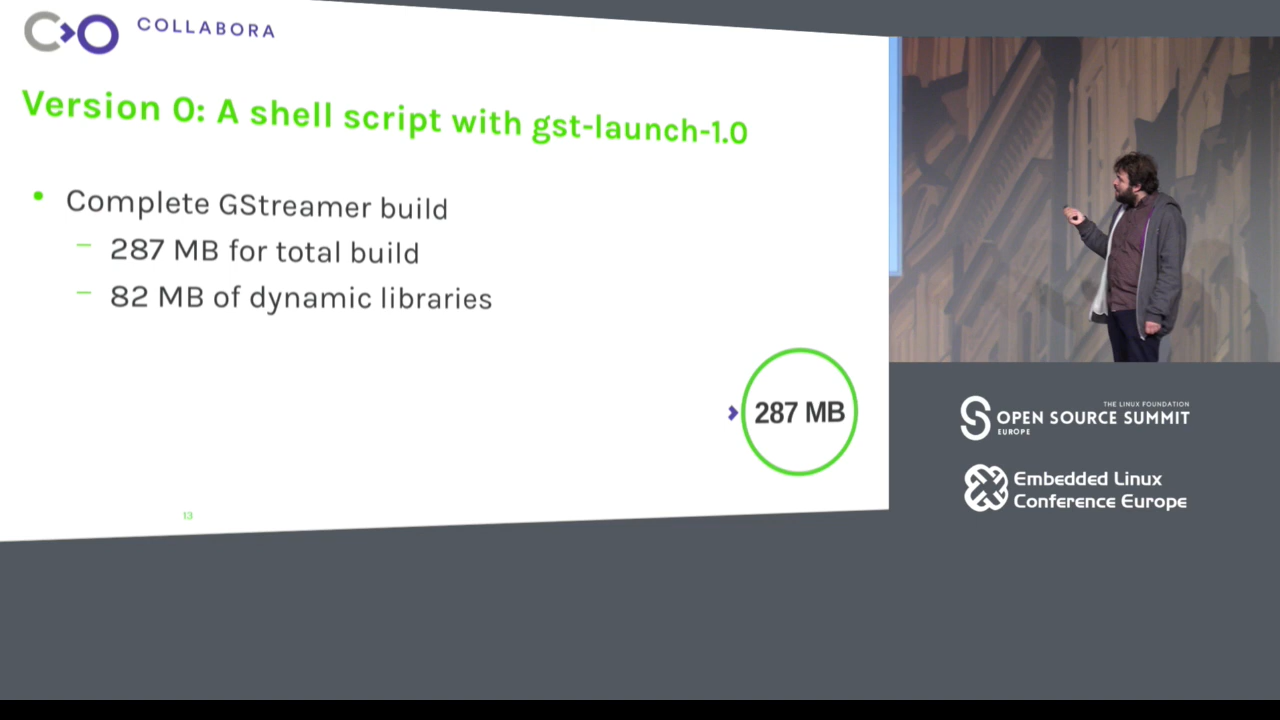 COLLABORA
Version 0: A shell script with gst-launch-1.0
• Complete GStreamer build
– 287 MB for total build
– 82 MB of dynamic libraries
287 MB
13
THE LINUX FOUNDATION
OPEN SOURCE SUMMIT
EUROPE
Embedded Linux
Conference Europe